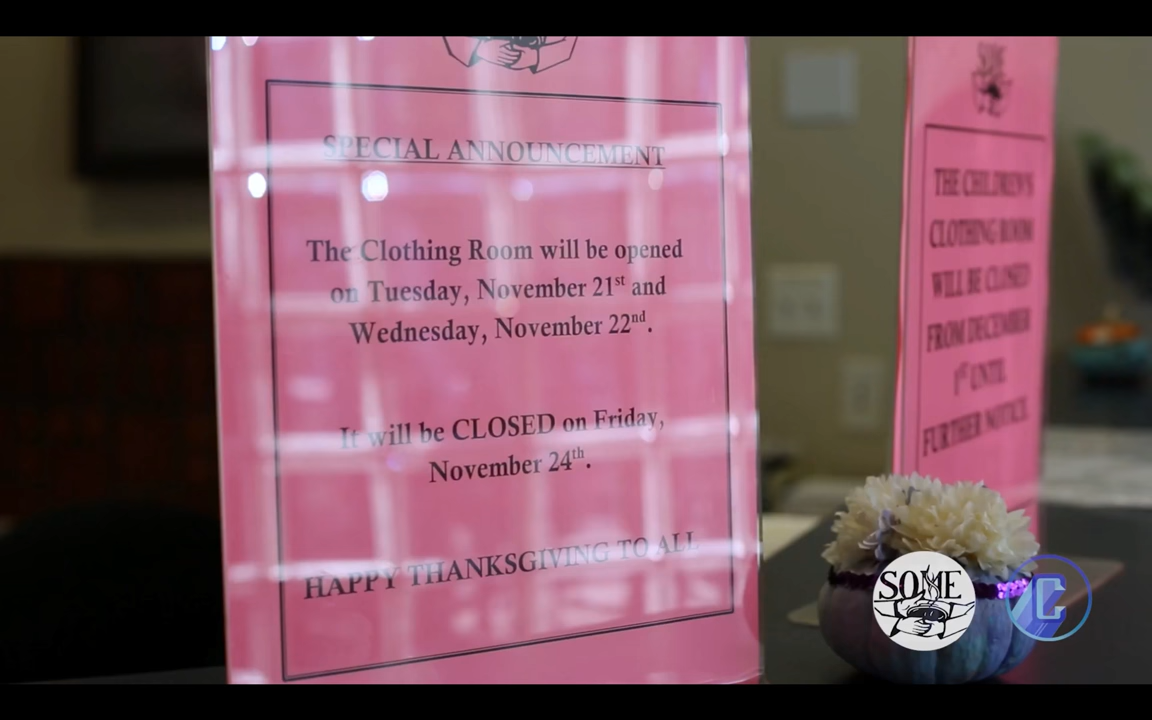 SPECIAL ANNOUNCEMENT
The Clothing Room will be opened
on Tuesday, November 21st and
Wednesday, November 22nd.
It will be CLOSED on Friday,
November 24th.
HAPPY THANKSGIVING TO ALL
SOME
THE CHILDREN'S
CLOTHING ROOM
WILL BE CLOSED
FROM DECEMBER
1ST UNTIL
FURTHER NOTICE.
SOME
C